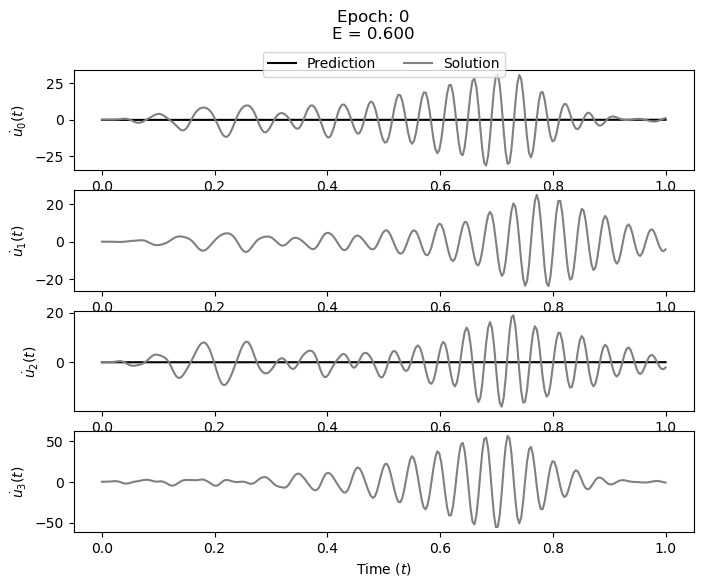 Epoch: 0
E = 0.600
Prediction Solution
25
0
−25
u̇₀(t)
0.0 0.2 0.4 0.6 0.8 1.0
20
0
−20
u̇₁(t)
0.0 0.2 0.4 0.6 0.8 1.0
20
0
u̇₂(t)
0.0 0.2 0.4 0.6 0.8 1.0
50
0
−50
u̇₃(t)
0.0 0.2 0.4 0.6 0.8 1.0
Time (t)